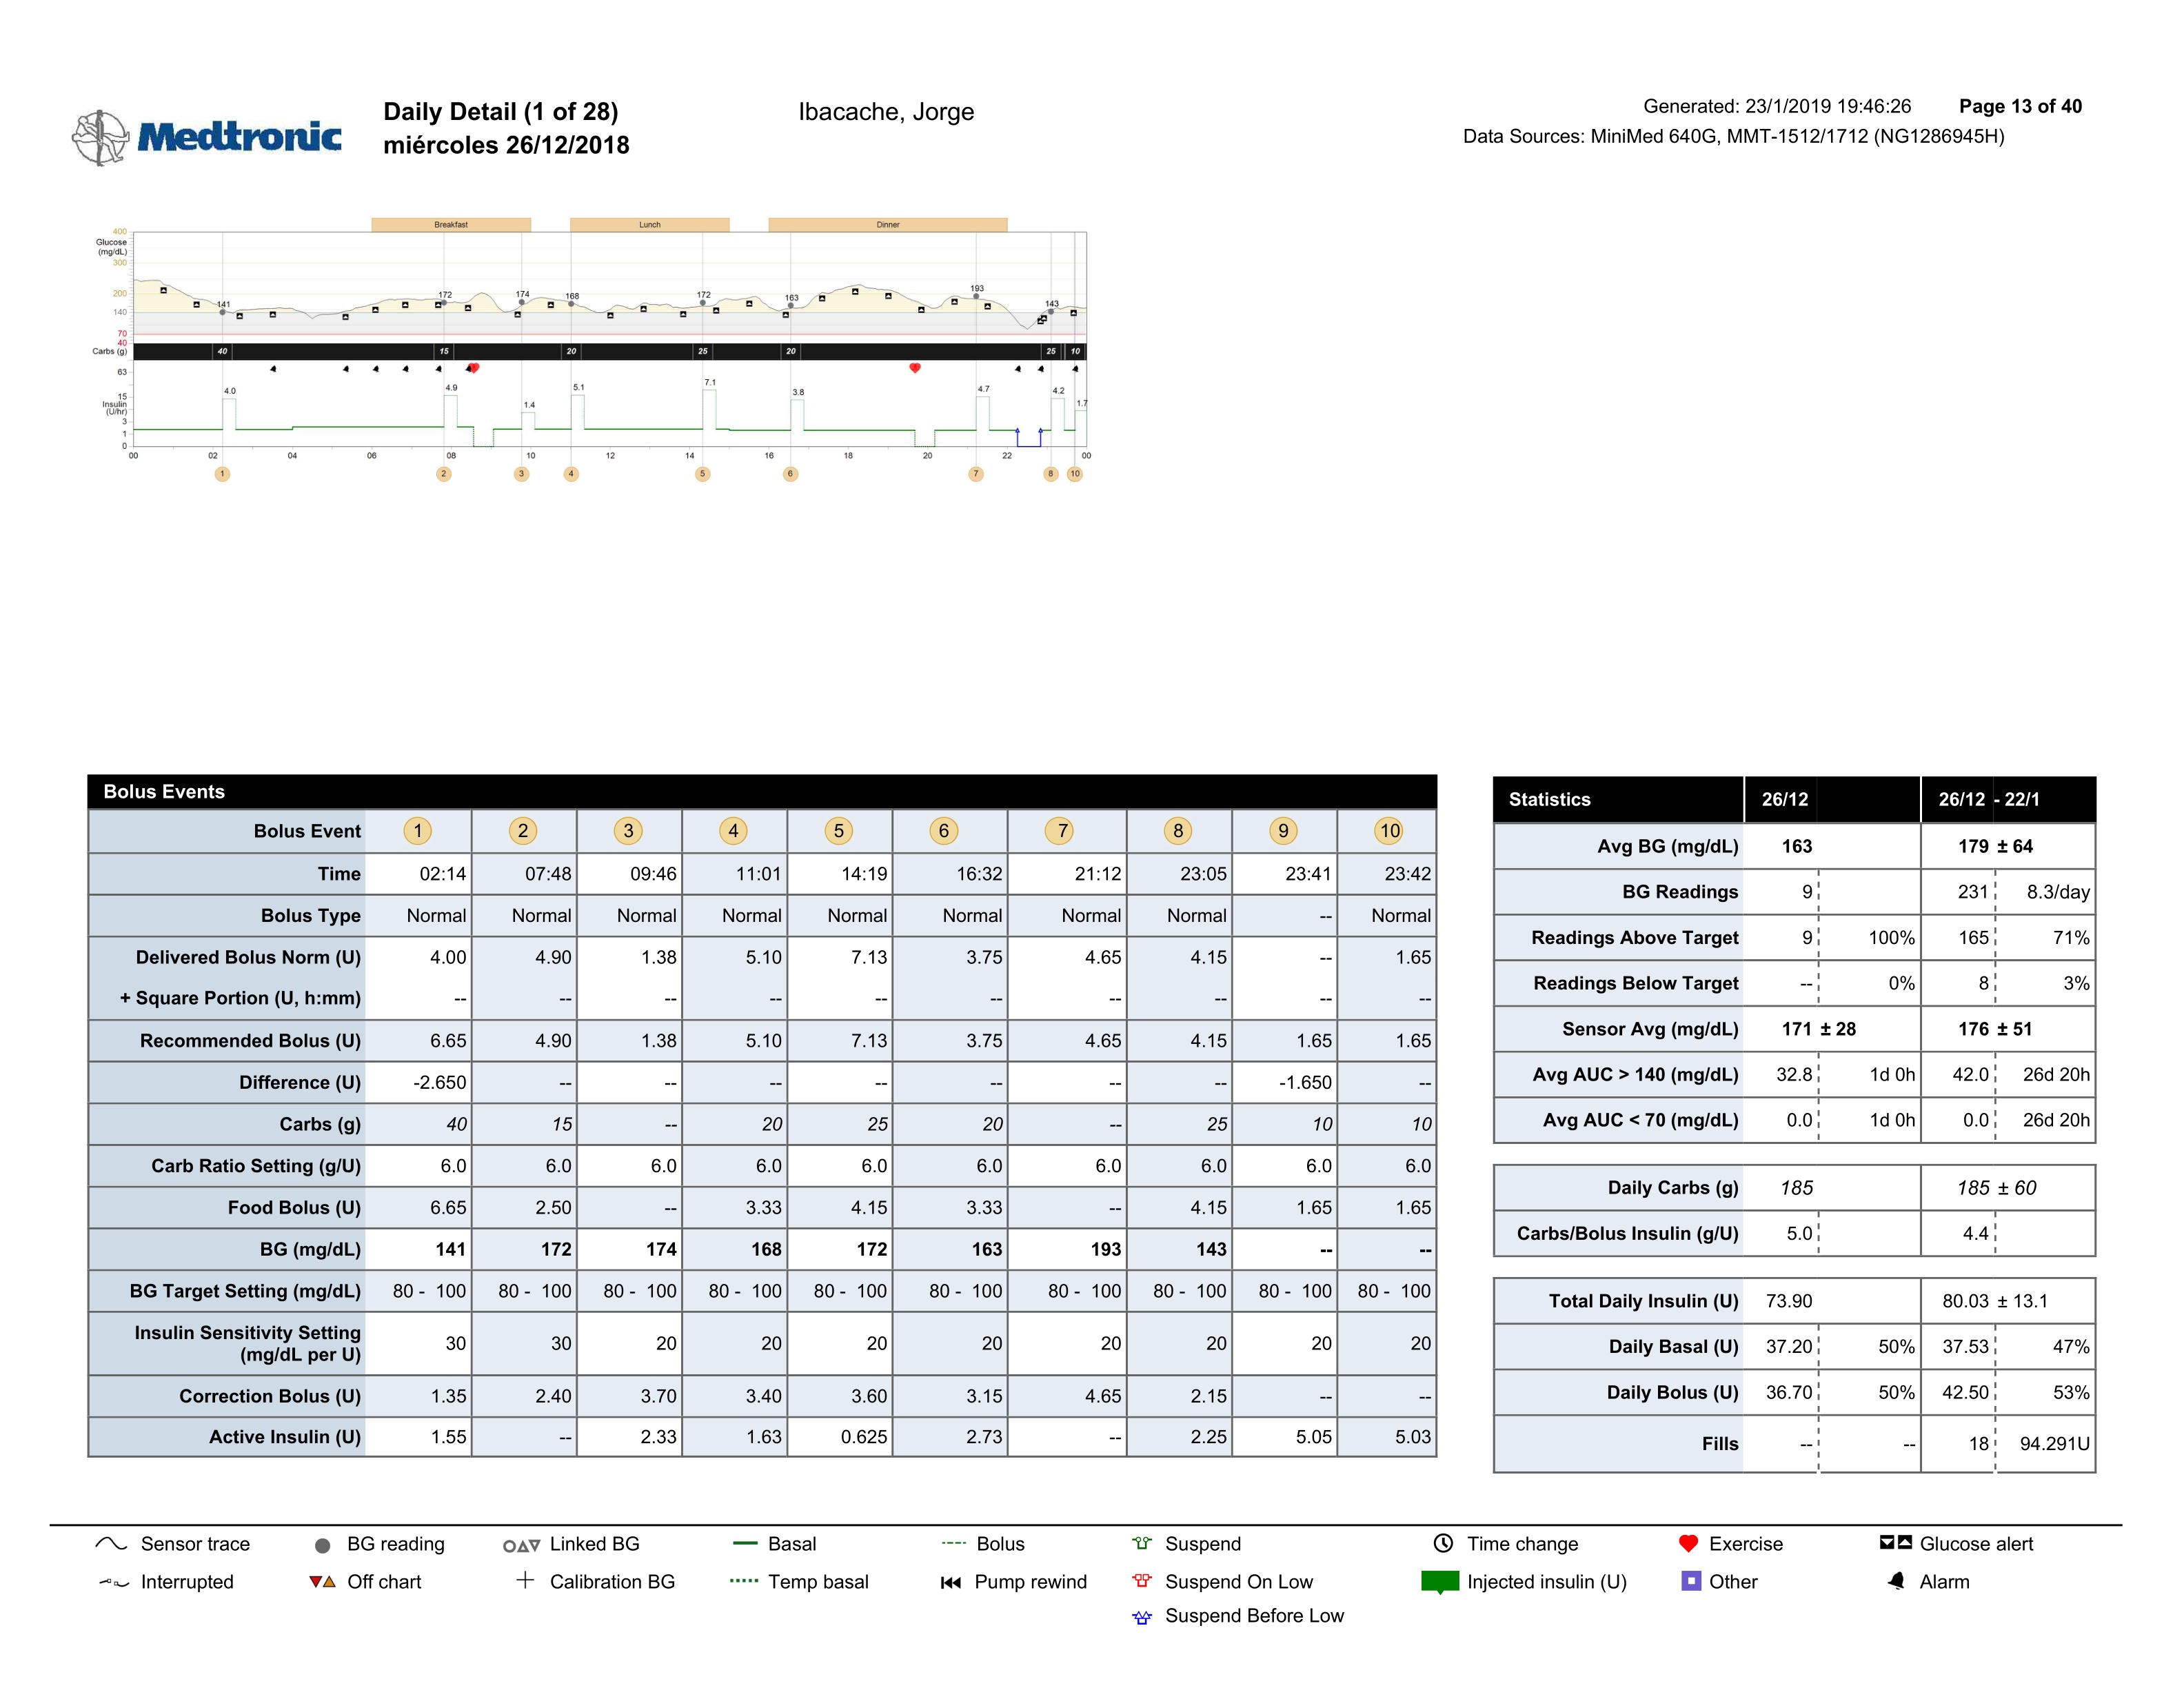 Medtronic
Daily Detail (1 of 28)
miércoles 26/12/2018
Ibacache, Jorge
Generated: 23/1/2019 19:46:26 Page 13 of 40
Data Sources: MiniMed 640G, MMT-1512/1712 (NG1286945H)
Breakfast Lunch Dinner
400
Glucose
(mg/dL)
300
200
140
70
40
141 172 174 168 172 163 193 143
Carbs (g) 40 15 20 25 20 25 10
63
15
Insulin
(U/hr)
3
1
0
4.0 4.9 1.4 5.1 7.1 3.8 4.7 4.2 1.7
00 02 04 06 08 10 12 14 16 18 20 22 00
1 2 3 4 5 6 7 8 10
Bolus Events
Bolus Event 1 2 3 4 5 6 7 8 9 10
Time 02:14 07:48 09:46 11:01 14:19 16:32 21:12 23:05 23:41 23:42
Bolus Type Normal Normal Normal Normal Normal Normal Normal Normal -- Normal
Delivered Bolus Norm (U) 4.00 4.90 1.38 5.10 7.13 3.75 4.65 4.15 -- 1.65
+ Square Portion (U, h:mm) -- -- -- -- -- -- -- -- -- --
Recommended Bolus (U) 6.65 4.90 1.38 5.10 7.13 3.75 4.65 4.15 1.65 1.65
Difference (U) -2.650 -- -- -- -- -- -- -- -1.650 --
Carbs (g) 40 15 -- 20 25 20 -- 25 10 10
Carb Ratio Setting (g/U) 6.0 6.0 6.0 6.0 6.0 6.0 6.0 6.0 6.0 6.0
Food Bolus (U) 6.65 2.50 -- 3.33 4.15 3.33 -- 4.15 1.65 1.65
BG (mg/dL) 141 172 174 168 172 163 193 143 -- --
BG Target Setting (mg/dL) 80 - 100 80 - 100 80 - 100 80 - 100 80 - 100 80 - 100 80 - 100 80 - 100 80 - 100 80 - 100
Insulin Sensitivity Setting
(mg/dL per U) 30 30 20 20 20 20 20 20 20 20
Correction Bolus (U) 1.35 2.40 3.70 3.40 3.60 3.15 4.65 2.15 -- --
Active Insulin (U) 1.55 -- 2.33 1.63 0.625 2.73 -- 2.25 5.05 5.03
Statistics 26/12 26/12 - 22/1
Avg BG (mg/dL) 163 179 ± 64
BG Readings 9 231 8.3/day
Readings Above Target 9 100% 165 71%
Readings Below Target -- 0% 8 3%
Sensor Avg (mg/dL) 171 ± 28 176 ± 51
Avg AUC > 140 (mg/dL) 32.8 1d 0h 42.0 26d 20h
Avg AUC < 70 (mg/dL) 0.0 1d 0h 0.0 26d 20h
Daily Carbs (g) 185 185 ± 60
Carbs/Bolus Insulin (g/U) 5.0 4.4
Total Daily Insulin (U) 73.90 80.03 ± 13.1
Daily Basal (U) 37.20 50% 37.53 47%
Daily Bolus (U) 36.70 50% 42.50 53%
Fills -- -- 18 94.291U
Sensor trace BG reading Linked BG Basal Bolus Suspend Time change Exercise Glucose alert
Interrupted Off chart Calibration BG Temp basal Pump rewind Suspend On Low Injected insulin (U) Other Alarm
Suspend Before Low